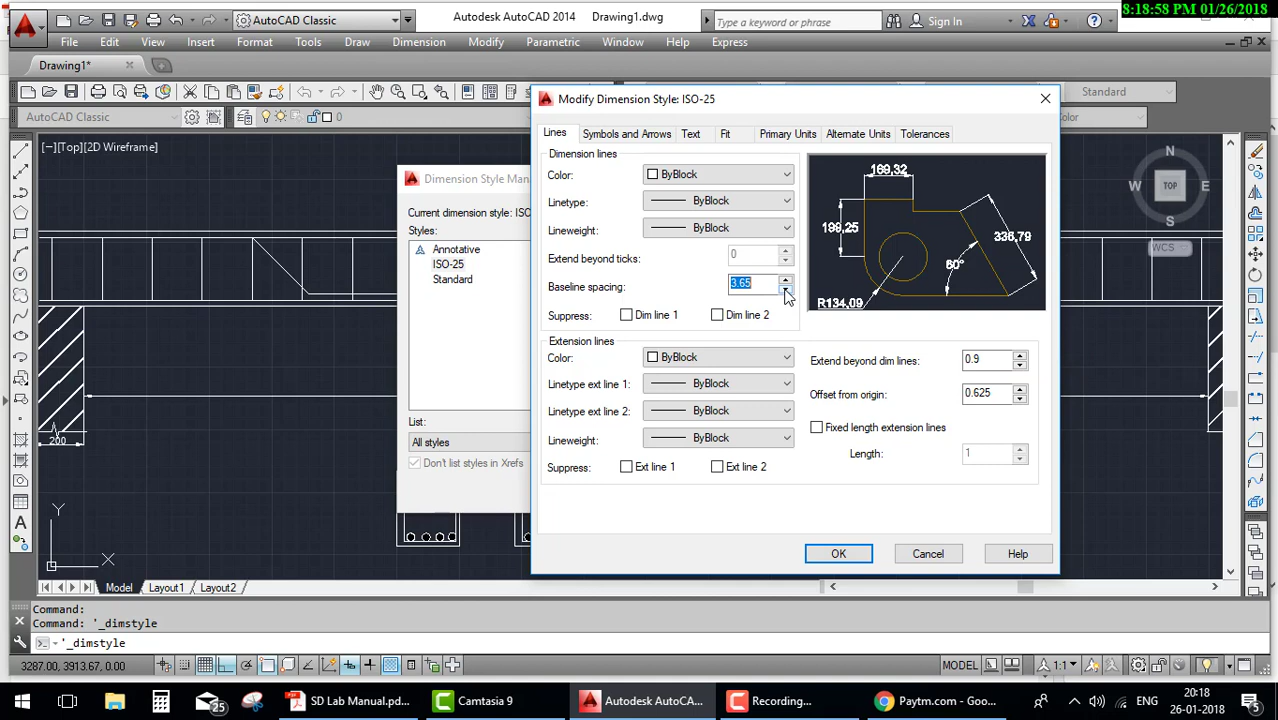 8:18:58 PM 01/26/2018
AutoCAD Classic
Autodesk AutoCAD 2014 Drawing1.dwg
Type a keyword or phrase
Sign In
File Edit View Insert Format Tools Draw Dimension Modify Parametric Window Help Express
Drawing1*
Standard
AutoCAD Classic
0
Color
[−][Top][2D Wireframe]
N
W TOP E
S
WCS
Dimension Style Man
Current dimension style: ISO
Styles:
Annotative
ISO-25
Standard
List:
All styles
Don't list styles in Xrefs
Modify Dimension Style: ISO-25
Lines Symbols and Arrows Text Fit Primary Units Alternate Units Tolerances
Dimension lines
Color: ByBlock
Linetype: ByBlock
Lineweight: ByBlock
Extend beyond ticks: 0
Baseline spacing: 3.65
Suppress: Dim line 1 Dim line 2
169,32
199,25
336,79
60°
R134,09
Extension lines
Color: ByBlock
Linetype ext line 1: ByBlock
Linetype ext line 2: ByBlock
Lineweight: ByBlock
Suppress: Ext line 1 Ext line 2
Extend beyond dim lines: 0.9
Offset from origin: 0.625
Fixed length extension lines
Length: 1
OK Cancel Help
200
Y
X
Model Layout1 Layout2
Command:
Command: '_dimstyle
'_dimstyle
3287.00, 3913.67, 0.00
MODEL
1:1
25
SD Lab Manual.pdf...
Camtasia 9
Autodesk AutoCA...
Recording...
Paytm.com - Goo...
ENG
20:18
26-01-2018
5